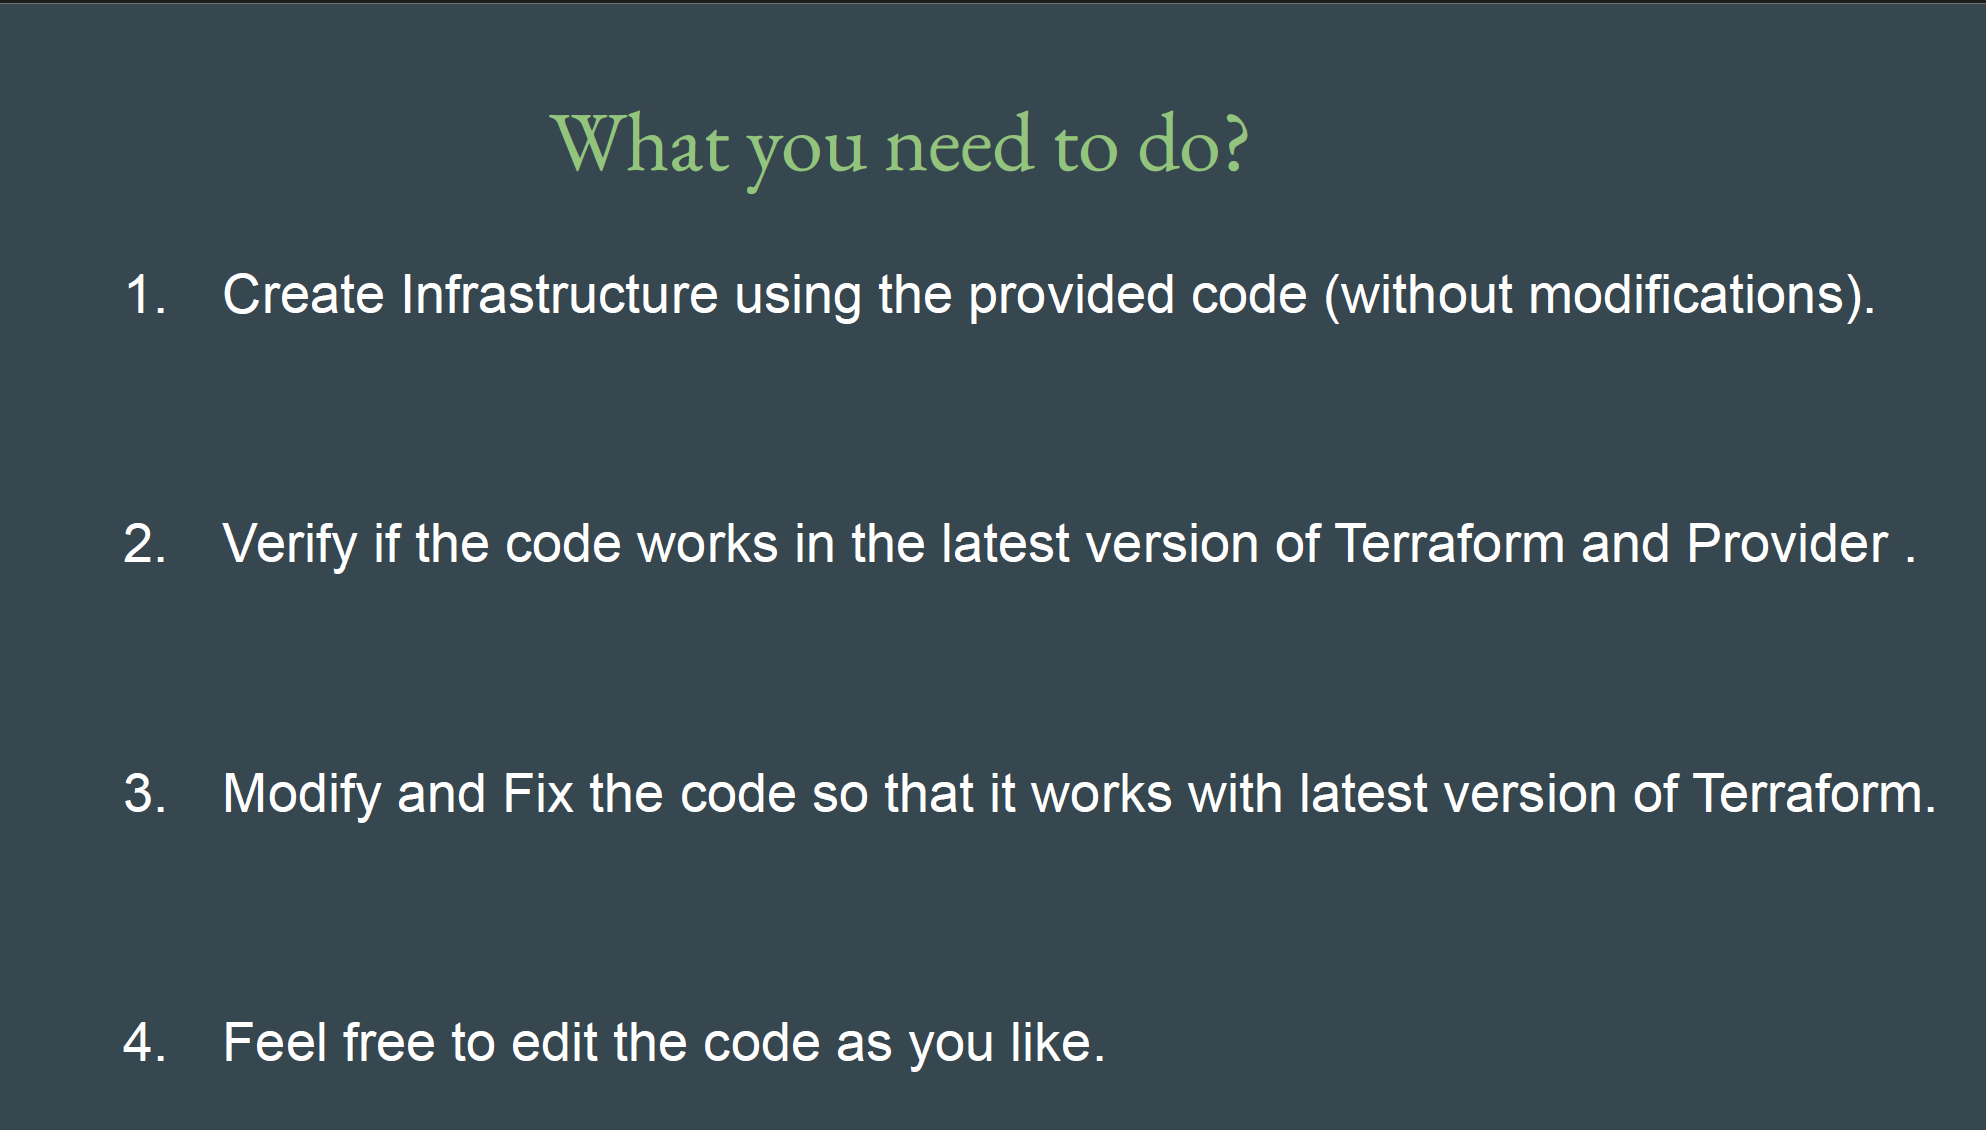 What you need to do?
1. Create Infrastructure using the provided code (without modifications).
2. Verify if the code works in the latest version of Terraform and Provider .
3. Modify and Fix the code so that it works with latest version of Terraform.
4. Feel free to edit the code as you like.